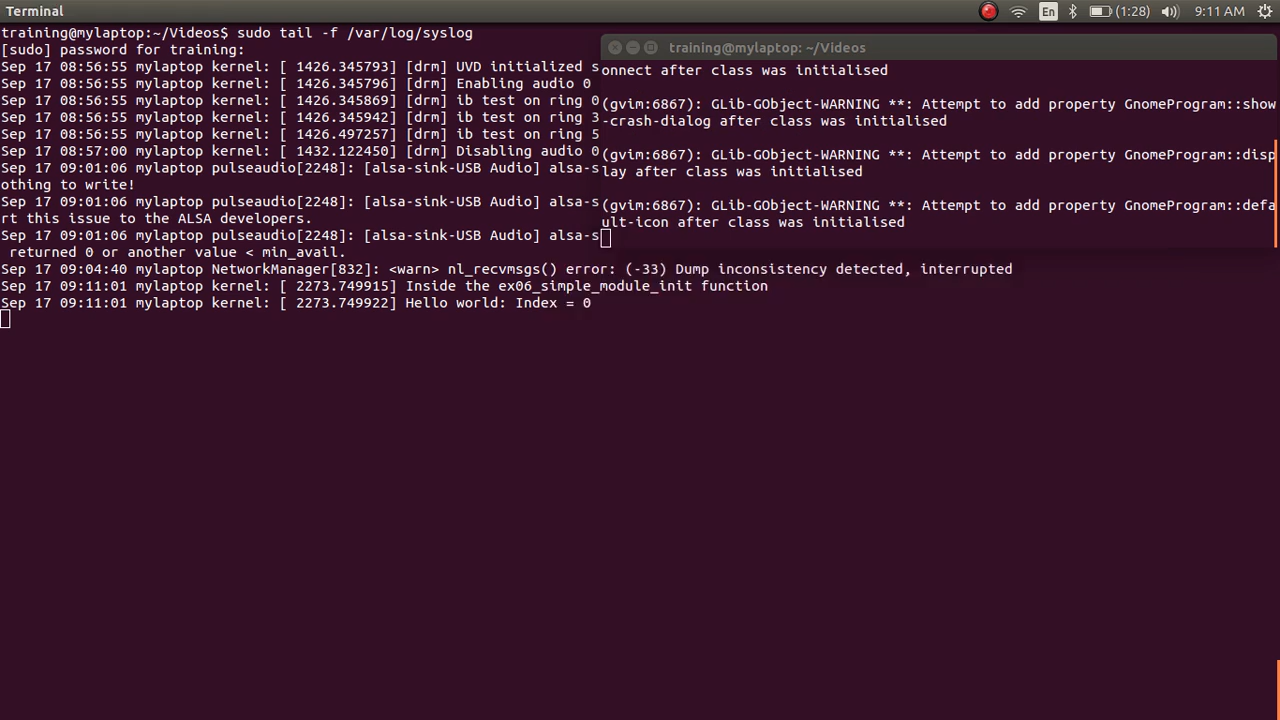 Terminal
En
(1:28)
9:11 AM
training@mylaptop:~/Videos$ sudo tail -f /var/log/syslog
[sudo] password for training:
Sep 17 08:56:55 mylaptop kernel: [ 1426.345793] [drm] UVD initialized s
Sep 17 08:56:55 mylaptop kernel: [ 1426.345796] [drm] Enabling audio 0
Sep 17 08:56:55 mylaptop kernel: [ 1426.345869] [drm] ib test on ring 0
Sep 17 08:56:55 mylaptop kernel: [ 1426.345942] [drm] ib test on ring 3
Sep 17 08:56:55 mylaptop kernel: [ 1426.497257] [drm] ib test on ring 5
Sep 17 08:57:00 mylaptop kernel: [ 1432.122450] [drm] Disabling audio 0
Sep 17 09:01:06 mylaptop pulseaudio[2248]: [alsa-sink-USB Audio] alsa-s
othing to write!
Sep 17 09:01:06 mylaptop pulseaudio[2248]: [alsa-sink-USB Audio] alsa-s
rt this issue to the ALSA developers.
Sep 17 09:01:06 mylaptop pulseaudio[2248]: [alsa-sink-USB Audio] alsa-s
returned 0 or another value < min_avail.
Sep 17 09:04:40 mylaptop NetworkManager[832]: <warn> nl_recvmsgs() error: (-33) Dump inconsistency detected, interrupted
Sep 17 09:11:01 mylaptop kernel: [ 2273.749915] Inside the ex06_simple_module_init function
Sep 17 09:11:01 mylaptop kernel: [ 2273.749922] Hello world: Index = 0
training@mylaptop: ~/Videos
onnect after class was initialised
(gvim:6867): GLib-GObject-WARNING **: Attempt to add property GnomeProgram::show
-crash-dialog after class was initialised
(gvim:6867): GLib-GObject-WARNING **: Attempt to add property GnomeProgram::disp
lay after class was initialised
(gvim:6867): GLib-GObject-WARNING **: Attempt to add property GnomeProgram::defa
ult-icon after class was initialised